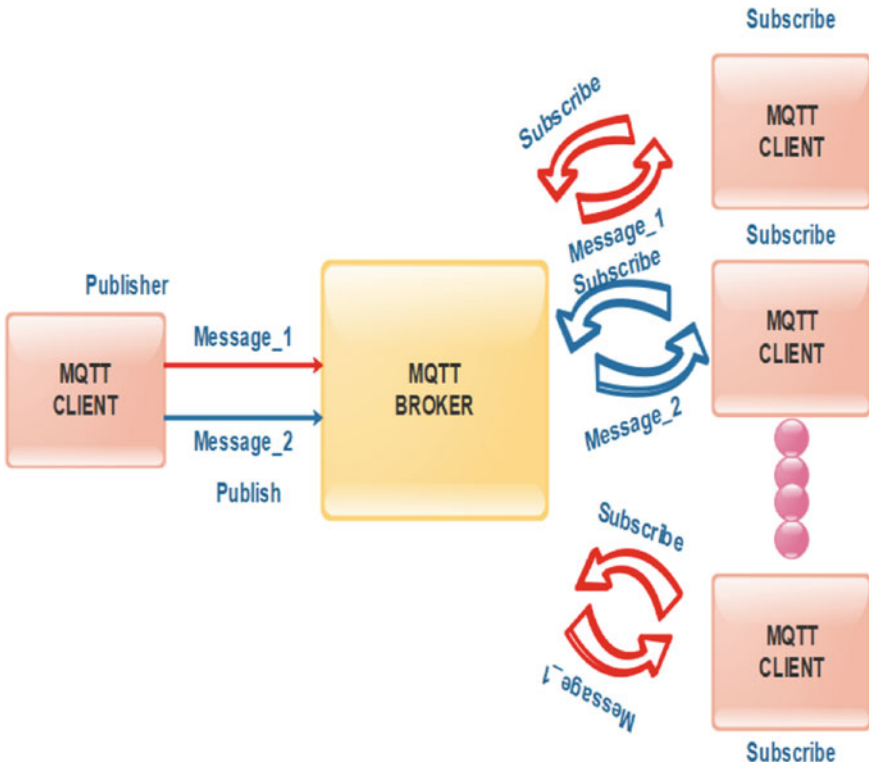 Publisher
MQTT
CLIENT
Message_1
Message_2
Publish
MQTT
BROKER
Subscribe
Message_1
Subscribe
Message_2
Subscribe
Message_1
Subscribe
MQTT
CLIENT
Subscribe
MQTT
CLIENT
MQTT
CLIENT
Subscribe